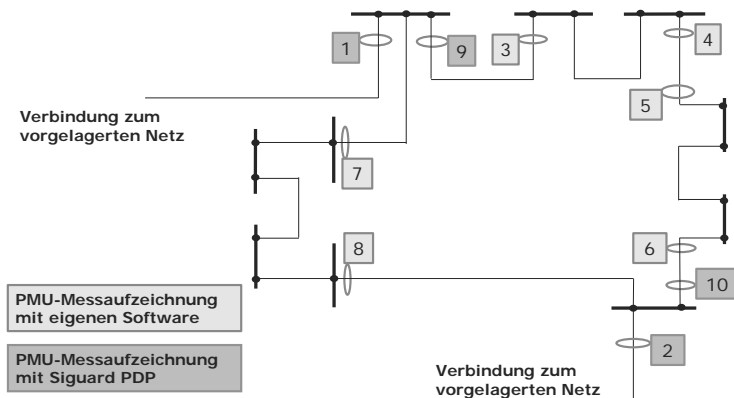 1
9
3
4
Verbindung zum
vorgelagerten Netz
5
7
8
6
10
PMU-Messaufzeichnung
mit eigenen Software
PMU-Messaufzeichnung
mit Siguard PDP
2
Verbindung zum
vorgelagerten Netz